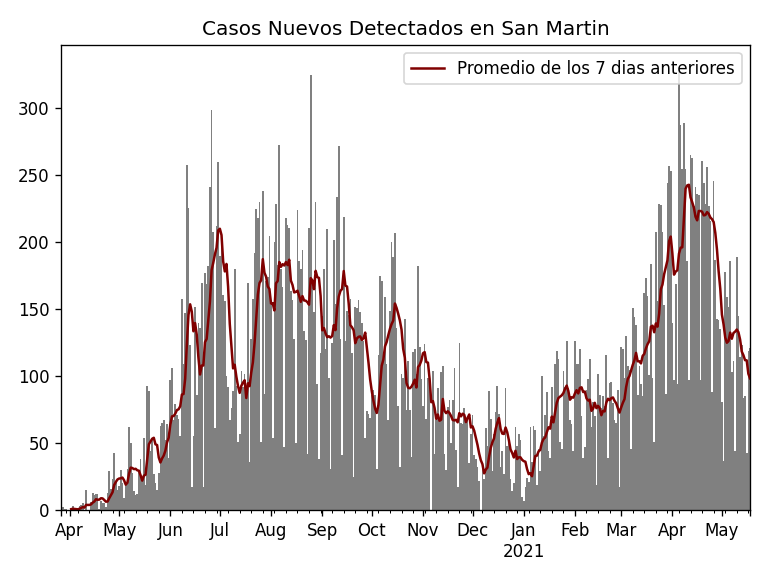 Casos Nuevos Detectados en San Martin
Promedio de los 7 dias anteriores
300
250
200
150
100
50
0
Apr May Jun Jul Aug Sep Oct Nov Dec Jan Feb Mar Apr May
2021